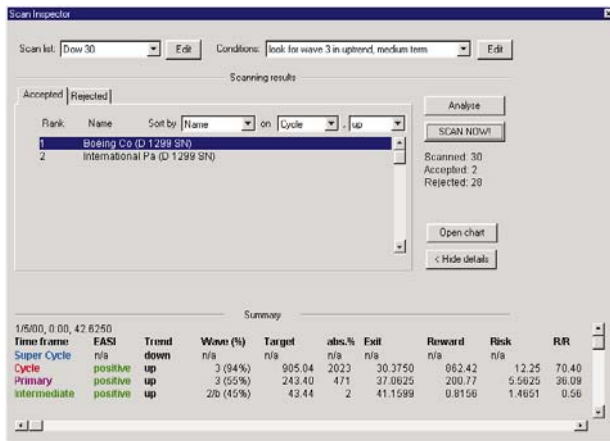 Scan Inspector
Scan list: Dow 30 Edit Conditions: look for wave 3 in uptrend, medium term Edit
Scanning results
Accepted Rejected
Analyse
Rank Name Sort by Name on Cycle , up
SCAN NOW!
1 Boeing Co (D 1299 SN)
2 International Pa (D 1299 SN)
Scanned: 30
Accepted: 2
Rejected: 28
Open chart
< Hide details
Summary
1/5/00, 0:00, 42.6250
Time frame EASI Trend Wave (%) Target abs.% Exit Reward Risk R/R
Super Cycle n/a down n/a n/a n/a n/a n/a
Cycle positive up 3 (94%) 905.04 2023 30.3750 862.42 12.25 70.40
Primary positive up 3 (55%) 243.40 471 37.0625 200.77 5.5625 36.09
Intermediate positive up 2/b (45%) 43.44 2 41.1599 0.8156 1.4651 0.56